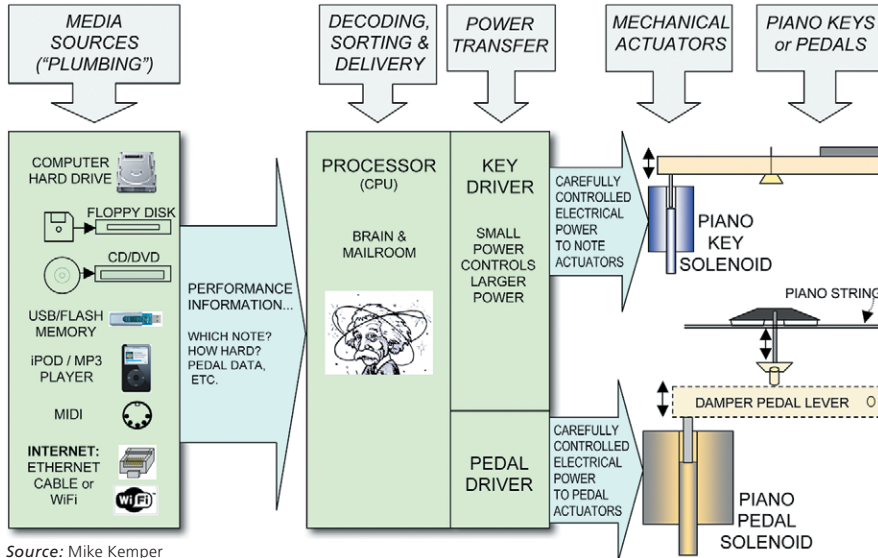 MEDIA
SOURCES
("PLUMBING")
DECODING,
SORTING &
DELIVERY
POWER
TRANSFER
MECHANICAL
ACTUATORS
PIANO KEYS
or PEDALS
COMPUTER
HARD DRIVE
FLOPPY DISK
CD/DVD
USB/FLASH
MEMORY
iPOD / MP3
PLAYER
MIDI
INTERNET:
ETHERNET
CABLE or
WiFi
Wi Fi
PERFORMANCE
INFORMATION...
WHICH NOTE?
HOW HARD?
PEDAL DATA,
ETC.
PROCESSOR
(CPU)
BRAIN &
MAILROOM
KEY
DRIVER
SMALL
POWER
CONTROLS
LARGER
POWER
PEDAL
DRIVER
CAREFULLY
CONTROLLED
ELECTRICAL
POWER
TO NOTE
ACTUATORS
CAREFULLY
CONTROLLED
ELECTRICAL
POWER
TO PEDAL
ACTUATORS
PIANO
KEY
SOLENOID
PIANO STRING
DAMPER PEDAL LEVER
PIANO
PEDAL
SOLENOID
Source: Mike Kemper